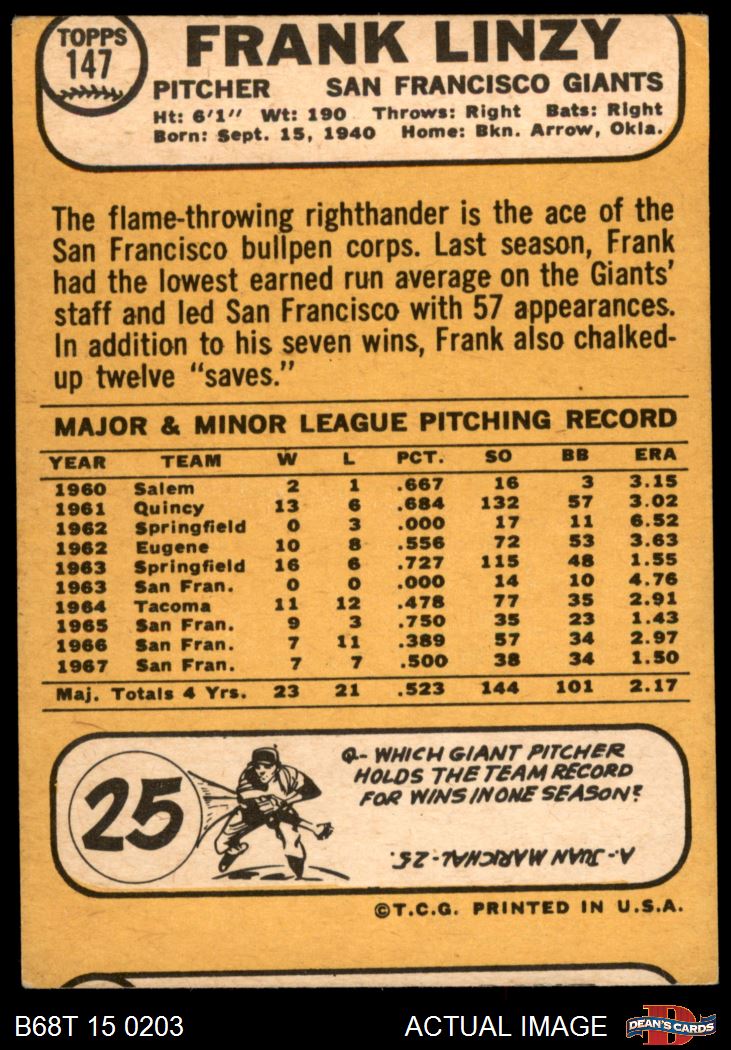 TOPPS
147
FRANK LINZY
PITCHER SAN FRANCISCO GIANTS
Ht: 6'1" Wt: 190 Throws: Right Bats: Right
Born: Sept. 15, 1940 Home: Bkn. Arrow, Okla.
The flame-throwing righthander is the ace of the
San Francisco bullpen corps. Last season, Frank
had the lowest earned run average on the Giants'
staff and led San Francisco with 57 appearances.
In addition to his seven wins, Frank also chalked-
up twelve "saves."
MAJOR & MINOR LEAGUE PITCHING RECORD
YEAR TEAM W L PCT. SO BB ERA
1960 Salem 2 1 .667 16 3 3.15
1961 Quincy 13 6 .684 132 57 3.02
1962 Springfield 0 3 .000 17 11 6.52
1962 Eugene 10 8 .556 72 53 3.63
1963 Springfield 16 6 .727 115 48 1.55
1963 San Fran. 0 0 .000 14 10 4.76
1964 Tacoma 11 12 .478 77 35 2.91
1965 San Fran. 9 3 .750 35 23 1.43
1966 San Fran. 7 11 .389 57 34 2.97
1967 San Fran. 7 7 .500 38 34 1.50
Maj. Totals 4 Yrs. 23 21 .523 144 101 2.17
25
Q- WHICH GIANT PITCHER
HOLDS THE TEAM RECORD
FOR WINS IN ONE SEASON?
A- JUAN MARICHAL-25.
©T.C.G. PRINTED IN U.S.A.
B68T 15 0203 ACTUAL IMAGE
D
DEAN'S CARDS